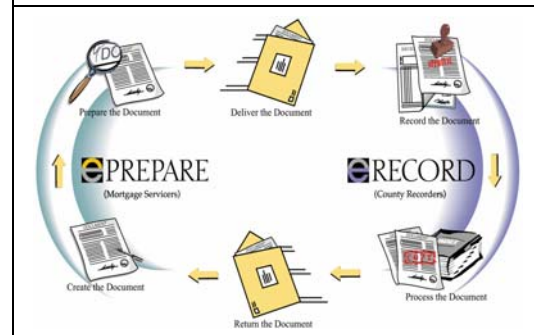 Prepare the Document
Deliver the Document
Record the Document
ePREPARE
(Mortgage Servicers)
eRECORD
(County Recorders)
Create the Document
Return the Document
Process the Document